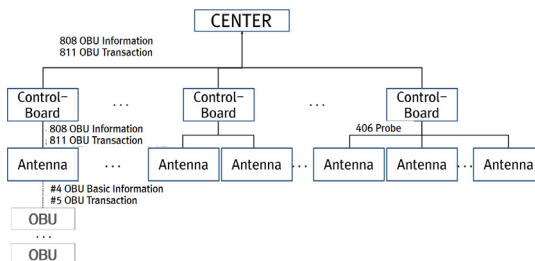 CENTER
808 OBU Information
811 OBU Transaction
Control-
Board
...
Control-
Board
...
Control-
Board
808 OBU Information
811 OBU Transaction
406 Probe
Antenna
...
Antenna
Antenna
...
Antenna
Antenna
...
Antenna
#4 OBU Basic Information
#5 OBU Transaction
OBU
...
OBU